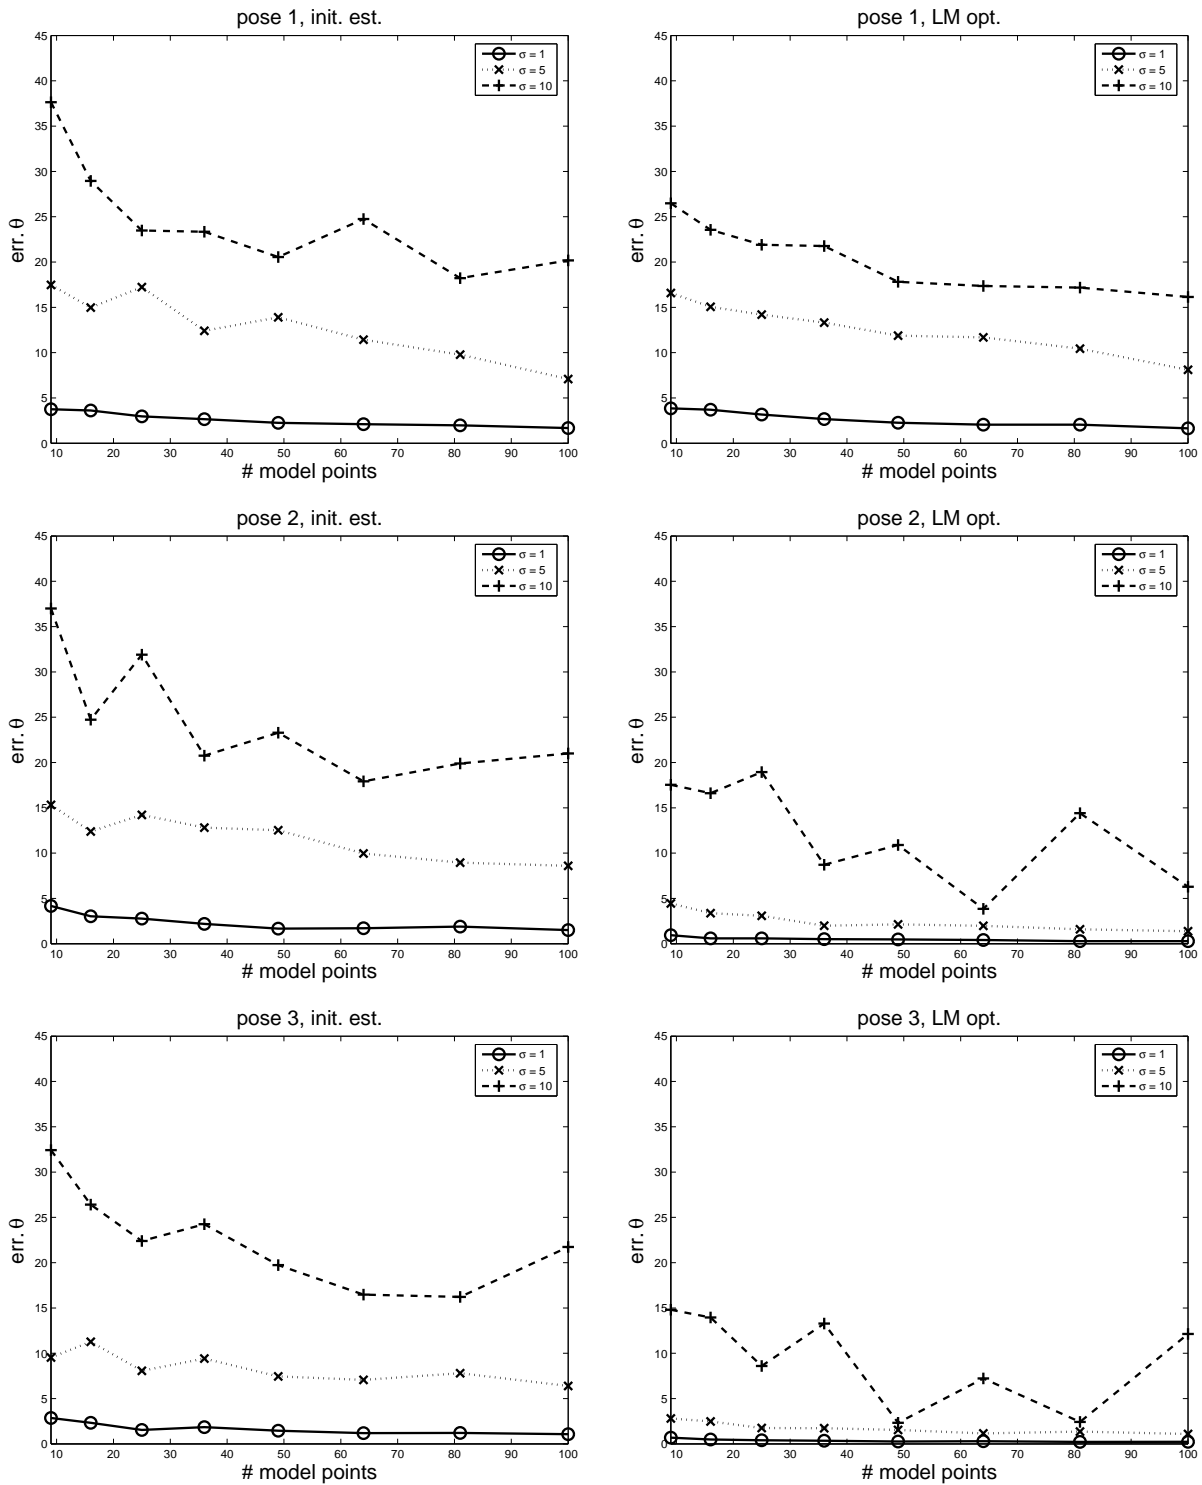 pose 1, init. est.
45
40
35
30
25
20
15
10
5
0
err. θ
σ = 1
σ = 5
σ = 10
10 20 30 40 50 60 70 80 90 100
# model points
pose 1, LM opt.
45
40
35
30
25
20
15
10
5
0
err. θ
σ = 1
σ = 5
σ = 10
10 20 30 40 50 60 70 80 90 100
# model points
pose 2, init. est.
45
40
35
30
25
20
15
10
5
0
err. θ
σ = 1
σ = 5
σ = 10
10 20 30 40 50 60 70 80 90 100
# model points
pose 2, LM opt.
45
40
35
30
25
20
15
10
5
0
err. θ
σ = 1
σ = 5
σ = 10
10 20 30 40 50 60 70 80 90 100
# model points
pose 3, init. est.
45
40
35
30
25
20
15
10
5
0
err. θ
σ = 1
σ = 5
σ = 10
10 20 30 40 50 60 70 80 90 100
# model points
pose 3, LM opt.
45
40
35
30
25
20
15
10
5
0
err. θ
σ = 1
σ = 5
σ = 10
10 20 30 40 50 60 70 80 90 100
# model points